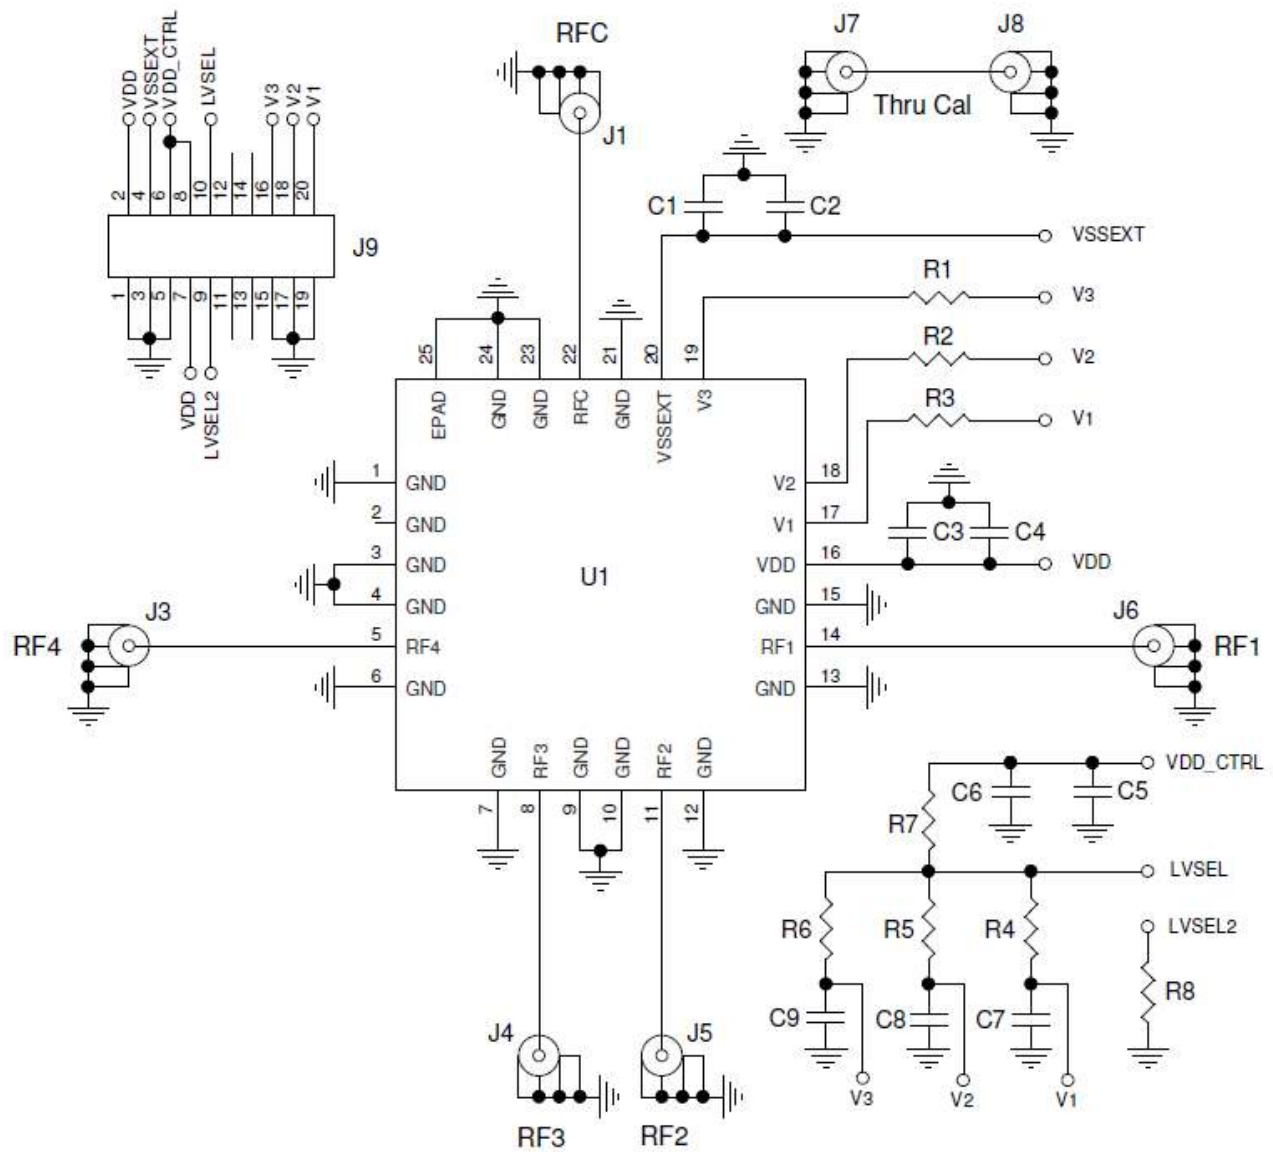 RFC
J1
J7
J8
Thru Cal
VDD
VSSEXT
VDD_CTRL
LVSEL
V3
V2
V1
2
4
6
8
10
12
14
16
18
20
J9
1
3
5
7
9
11
13
15
17
19
VDD
LVSEL2
C1
C2
VSSEXT
R1
V3
R2
V2
R3
V1
25
24
23
22
21
20
19
EPAD
GND
GND
RFC
GND
VSSEXT
V3
1
GND
2
GND
3
GND
4
GND
5
RF4
6
GND
J3
RF4
U1
V2
18
V1
17
VDD
16
GND
15
RF1
14
GND
13
C3
C4
VDD
J6
RF1
GND
RF3
GND
GND
RF2
GND
7
8
9
10
11
12
J4
RF3
J5
RF2
VDD_CTRL
C6
C5
R7
LVSEL
R6
R5
R4
LVSEL2
R8
C9
C8
C7
V3
V2
V1